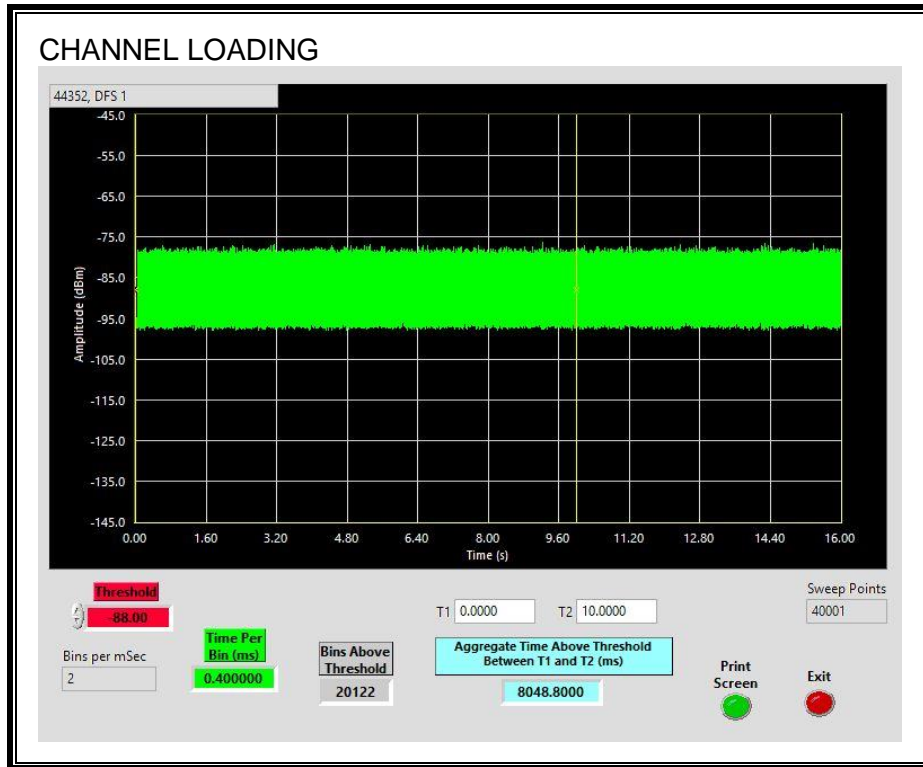 CHANNEL LOADING
44352, DFS 1
-45.0
-55.0
-65.0
-75.0
-85.0
-95.0
-105.0
-115.0
-125.0
-135.0
-145.0
Amplitude (dBm)
0.00 1.60 3.20 4.80 6.40 8.00 9.60 11.20 12.80 14.40 16.00
Time (s)
Threshold
-88.00
Bins per mSec
2
Time Per
Bin (ms)
0.400000
Bins Above
Threshold
20122
T1 0.0000 T2 10.0000
Aggregate Time Above Threshold
Between T1 and T2 (ms)
8048.8000
Sweep Points
40001
Print
Screen
Exit